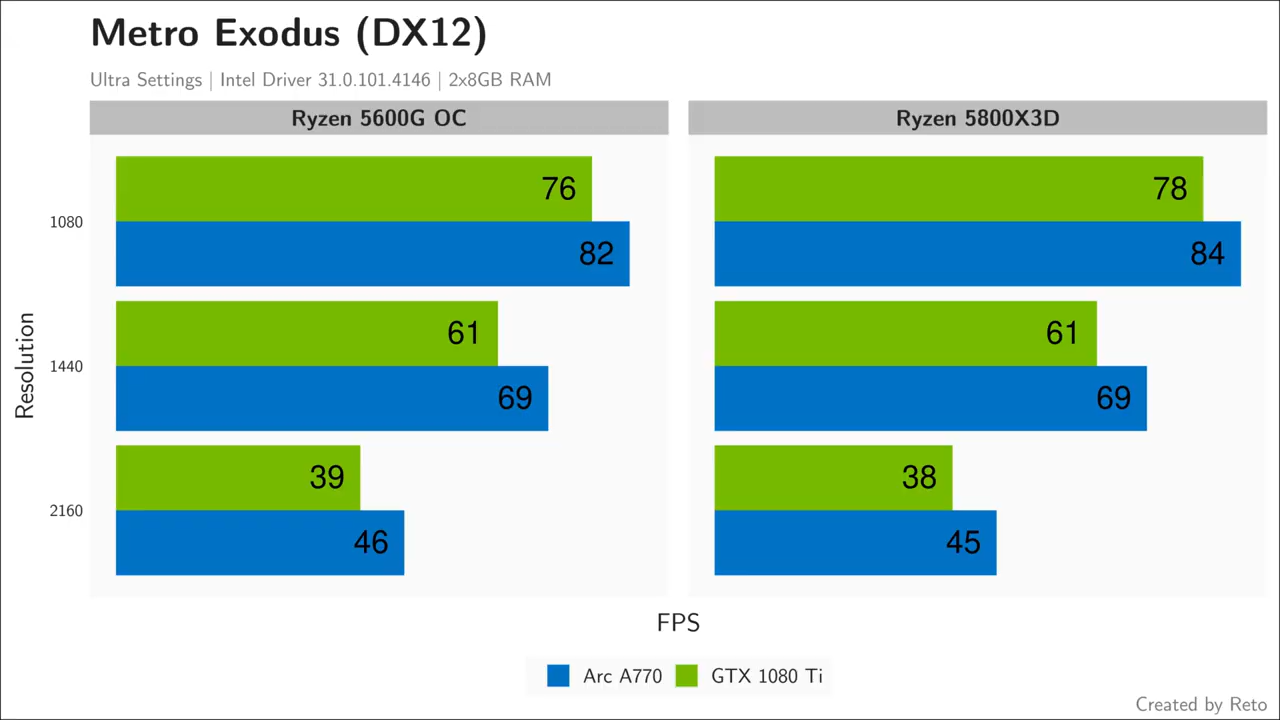 Metro Exodus (DX12)
Ultra Settings | Intel Driver 31.0.101.4146 | 2x8GB RAM
Ryzen 5600G OC
Ryzen 5800X3D
Resolution
1080
76
82
78
84
1440
61
69
61
69
2160
39
46
38
45
FPS
Arc A770
GTX 1080 Ti
Created by Reto